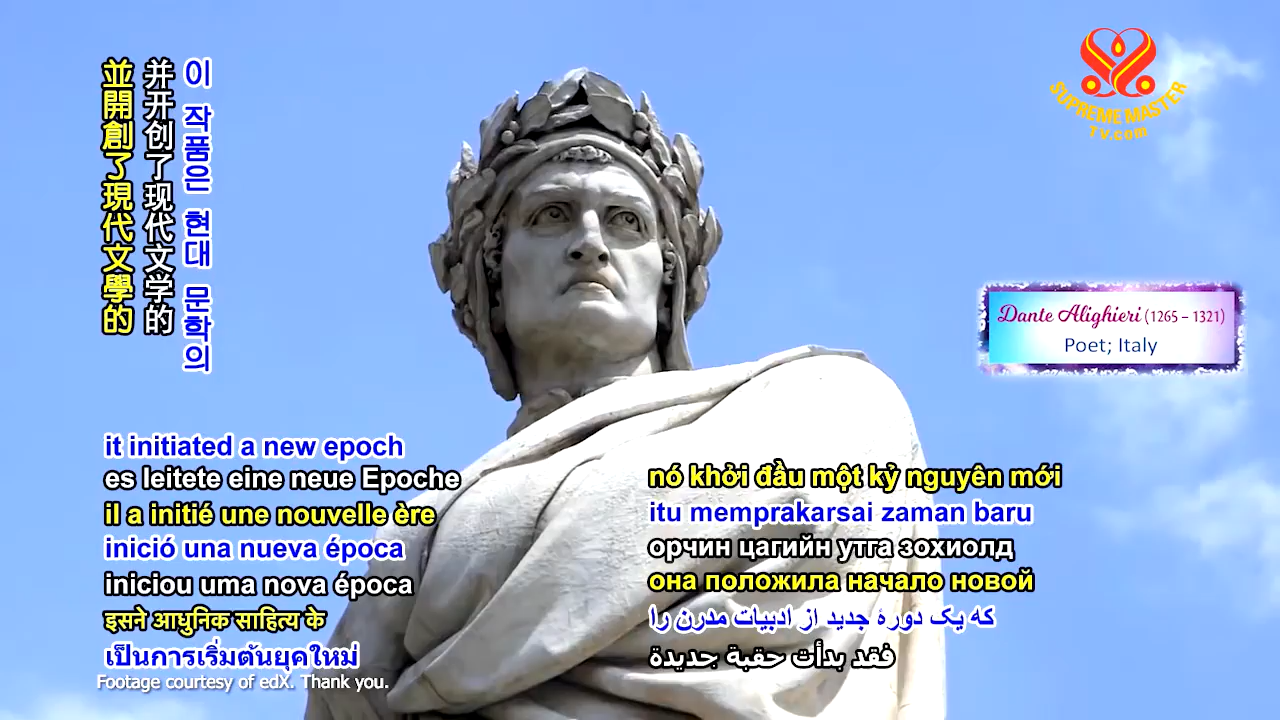 並開創了現代文學的
并开创了现代文学的
이 작품은 현대 문학의
SUPREME MASTER
TV.com
Dante Alighieri (1265 – 1321)
Poet; Italy
it initiated a new epoch
es leitete eine neue Epoche
il a initié une nouvelle ère
inició una nueva época
iniciou uma nova época
इसने आधुनिक साहित्य के
เป็นการเริ่มต้นยุคใหม่
Footage courtesy of edX. Thank you.
nó khởi đầu một kỷ nguyên mới
itu memprakarsai zaman baru
орчин цагийн утга зохиолд
она положила начало новой
که یک دورهٔ جدید از ادبیات مدرن را
فقد بدأت حقبة جديدة